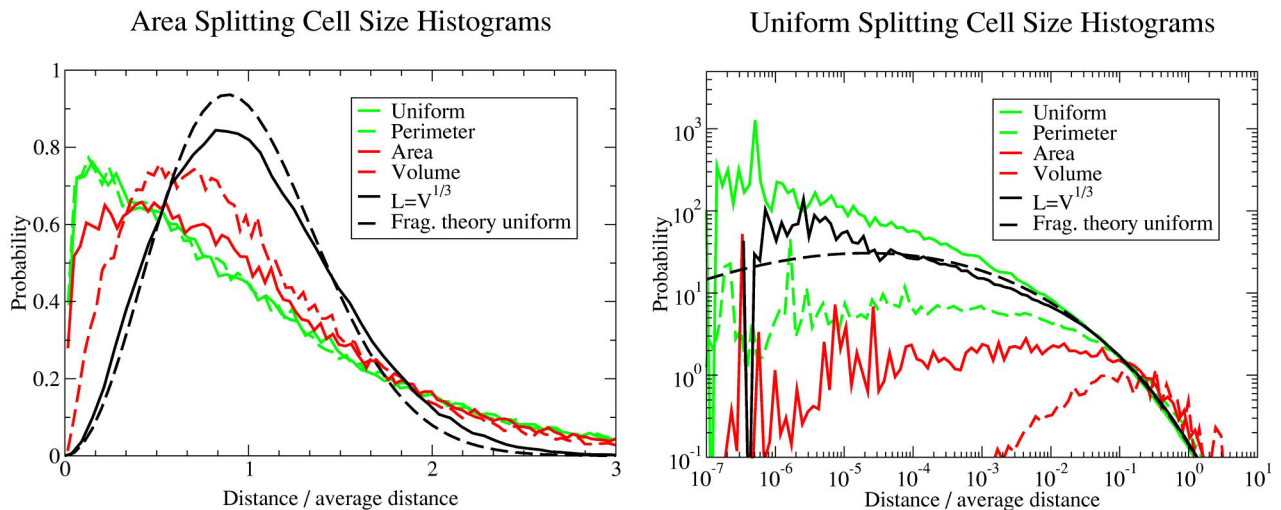 Area Splitting Cell Size Histograms
Probability
1
0.8
0.6
0.4
0.2
0
0
1
2
3
Distance / average distance
Uniform
Perimeter
Area
Volume
L=V^{1/3}
Frag. theory uniform
Uniform Splitting Cell Size Histograms
Probability
10^3
10^2
10^1
10^0
10^-1
10^-7
10^-6
10^-5
10^-4
10^-3
10^-2
10^-1
10^0
10^1
Distance / average distance
Uniform
Perimeter
Area
Volume
L=V^{1/3}
Frag. theory uniform